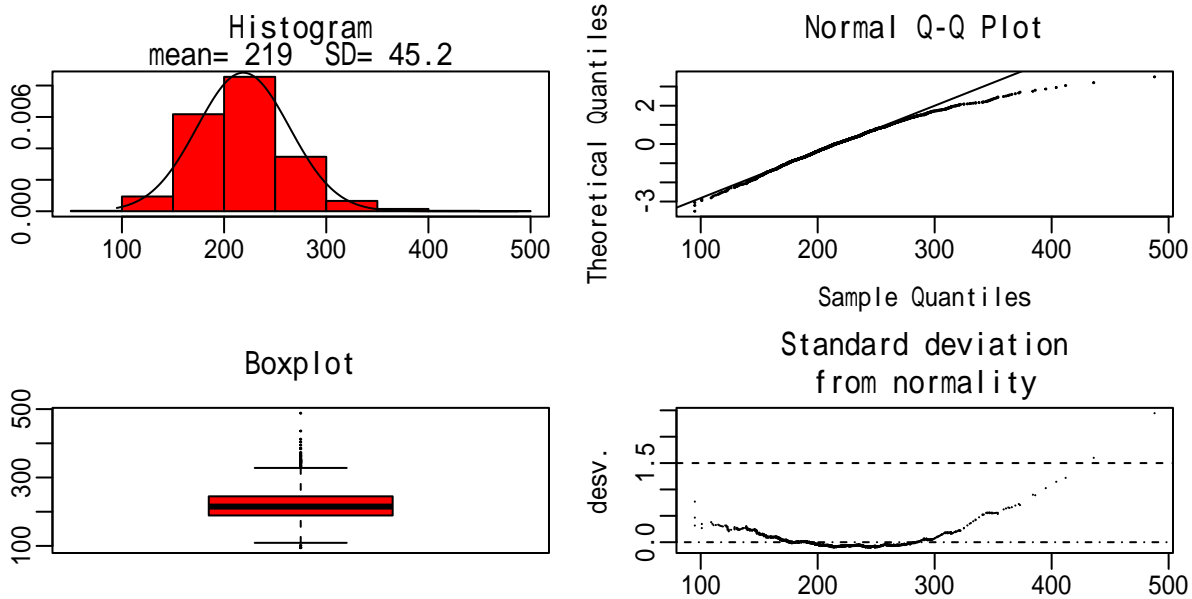 Histogram
mean= 219 SD= 45.2
0.006
0.000
100 200 300 400 500
Normal Q-Q Plot
Theoretical Quantiles
2
0
-3
100 200 300 400 500
Sample Quantiles
Boxplot
500
300
100
Standard deviation
from normality
desv.
1.5
0.0
100 200 300 400 500